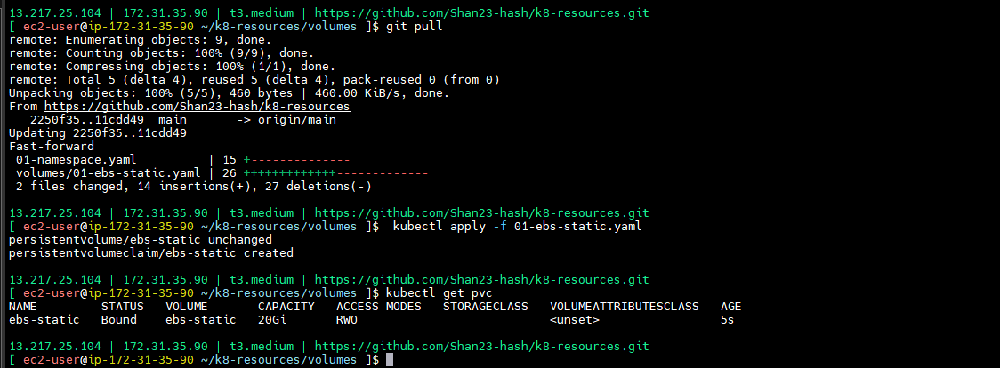 13.217.25.104 | 172.31.35.90 | t3.medium | https://github.com/Shan23-hash/k8-resources.git
[ ec2-user@ip-172-31-35-90 ~/k8-resources/volumes ]$ git pull
remote: Enumerating objects: 9, done.
remote: Counting objects: 100% (9/9), done.
remote: Compressing objects: 100% (1/1), done.
remote: Total 5 (delta 4), reused 5 (delta 4), pack-reused 0 (from 0)
Unpacking objects: 100% (5/5), 460 bytes | 460.00 KiB/s, done.
From https://github.com/Shan23-hash/k8-resources
   2250f35..11cdd49  main       -> origin/main
Updating 2250f35..11cdd49
Fast-forward
 01-namespace.yaml          | 15 +--------------
 volumes/01-ebs-static.yaml | 26 +++++++++++++-------------
 2 files changed, 14 insertions(+), 27 deletions(-)
13.217.25.104 | 172.31.35.90 | t3.medium | https://github.com/Shan23-hash/k8-resources.git
[ ec2-user@ip-172-31-35-90 ~/k8-resources/volumes ]$  kubectl apply -f 01-ebs-static.yaml
persistentvolume/ebs-static unchanged
persistentvolumeclaim/ebs-static created
13.217.25.104 | 172.31.35.90 | t3.medium | https://github.com/Shan23-hash/k8-resources.git
[ ec2-user@ip-172-31-35-90 ~/k8-resources/volumes ]$ kubectl get pvc
NAME         STATUS   VOLUME       CAPACITY   ACCESS MODES   STORAGECLASS   VOLUMEATTRIBUTESCLASS   AGE
ebs-static   Bound    ebs-static   20Gi       RWO                           <unset>                 5s
13.217.25.104 | 172.31.35.90 | t3.medium | https://github.com/Shan23-hash/k8-resources.git
[ ec2-user@ip-172-31-35-90 ~/k8-resources/volumes ]$